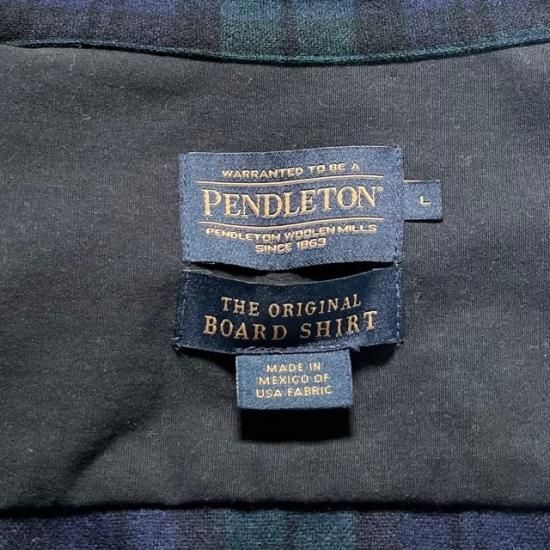 WARRANTED TO BE A
PENDLETON®
PENDLETON WOOLEN MILLS
SINCE 1863
L
THE ORIGINAL
BOARD SHIRT
MADE IN
MEXICO OF
USA FABRIC